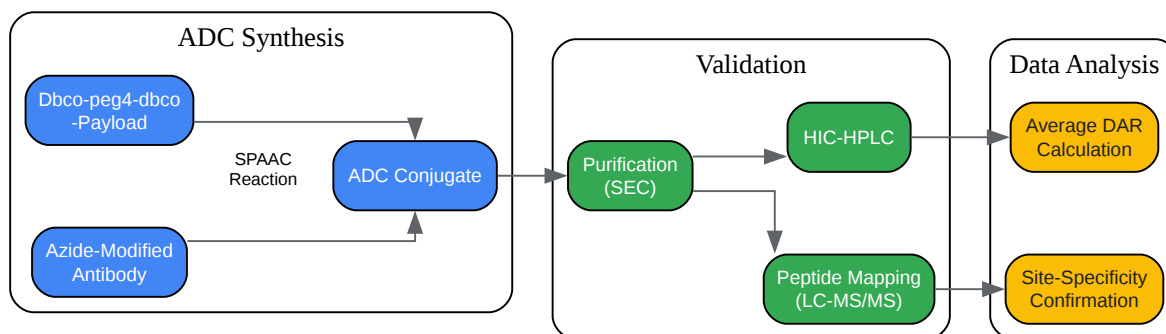 ADC Synthesis
Dbco-peg4-dbco
-Payload
SPAAC
Reaction
ADC Conjugate
Azide-Modified
Antibody
Validation
Purification
(SEC)
HIC-HPLC
Peptide Mapping
(LC-MS/MS)
Data Analysis
Average DAR
Calculation
Site-Specificity
Confirmation